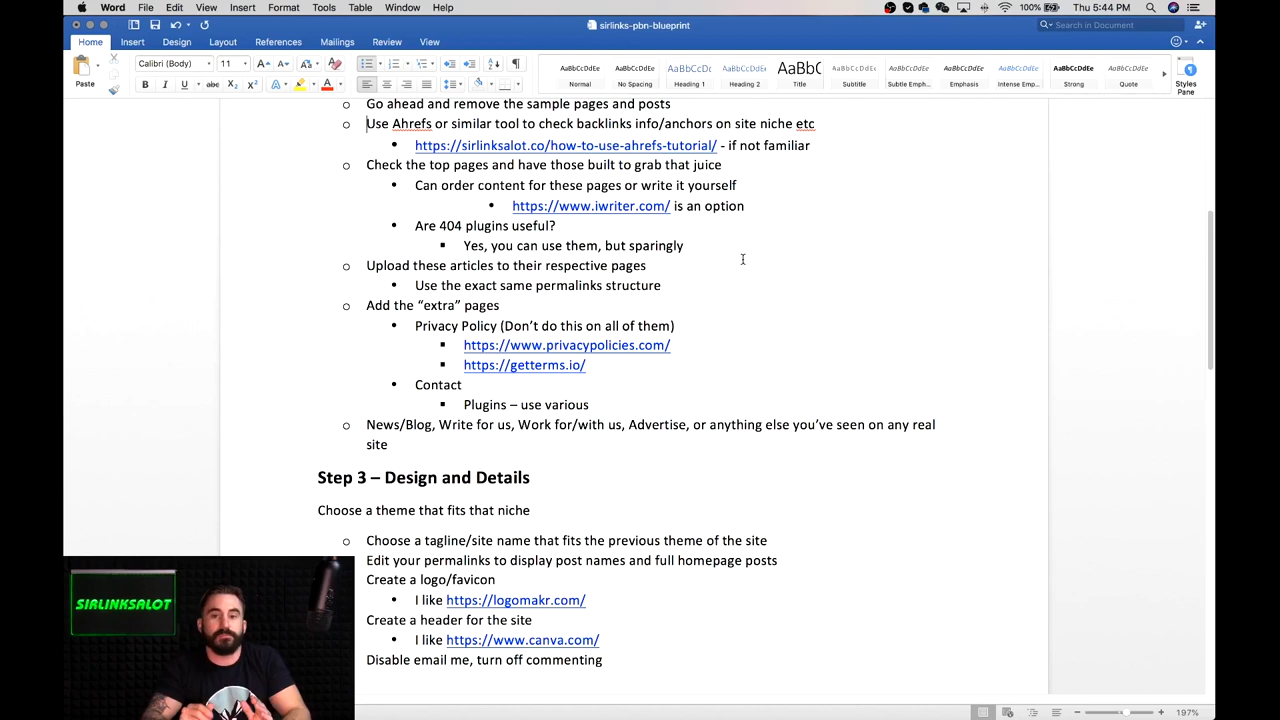 Word File Edit View Insert Format Tools Table Window Help
100% Thu 5:44 PM
sirlinks-pbn-blueprint
Search in Document
Home Insert Design Layout References Mailings Review View
Paste
Calibri (Body) 11
B I U abc X₂ X²
AaBbCcDdEe AaBbCcDdEe AaBbCcDc AaBbCcDdEe AaBbC AaBbCcDdEe AaBbCcDdEe AaBbCcDdEe AaBbCcDdEe AaBbCcDdEe AaBbCcDdEe
Normal No Spacing Heading 1 Heading 2 Title Subtitle Subtle Emph... Emphasis Intense Emp... Strong Quote
Styles Pane
o Go ahead and remove the sample pages and posts
o Use Ahrefs or similar tool to check backlinks info/anchors on site niche etc
• https://sirlinksalot.co/how-to-use-ahrefs-tutorial/ - if not familiar
o Check the top pages and have those built to grab that juice
• Can order content for these pages or write it yourself
• https://www.iwriter.com/ is an option
• Are 404 plugins useful?
▪ Yes, you can use them, but sparingly
o Upload these articles to their respective pages
▪ Use the exact same permalinks structure
o Add the “extra” pages
• Privacy Policy (Don’t do this on all of them)
▪ https://www.privacypolicies.com/
▪ https://getterms.io/
• Contact
▪ Plugins – use various
o News/Blog, Write for us, Work for/with us, Advertise, or anything else you’ve seen on any real
site
Step 3 – Design and Details
Choose a theme that fits that niche
o Choose a tagline/site name that fits the previous theme of the site
Edit your permalinks to display post names and full homepage posts
Create a logo/favicon
• I like https://logomakr.com/
Create a header for the site
• I like https://www.canva.com/
Disable email me, turn off commenting
SIRLINKSALOT
197%